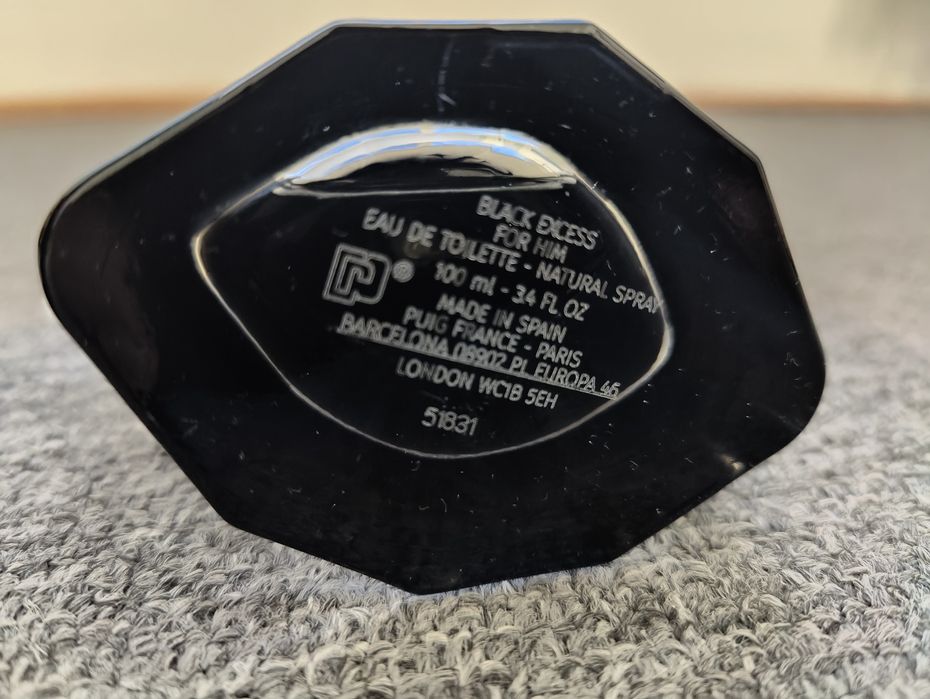 BLACK EXCESS
FOR HIM
EAU DE TOILETTE - NATURAL SPRAY
100 ml - 3.4 FL OZ
®
MADE IN SPAIN
PUIG FRANCE - PARIS
BARCELONA 08902 PL EUROPA 46
LONDON WC1B 5EH
51831